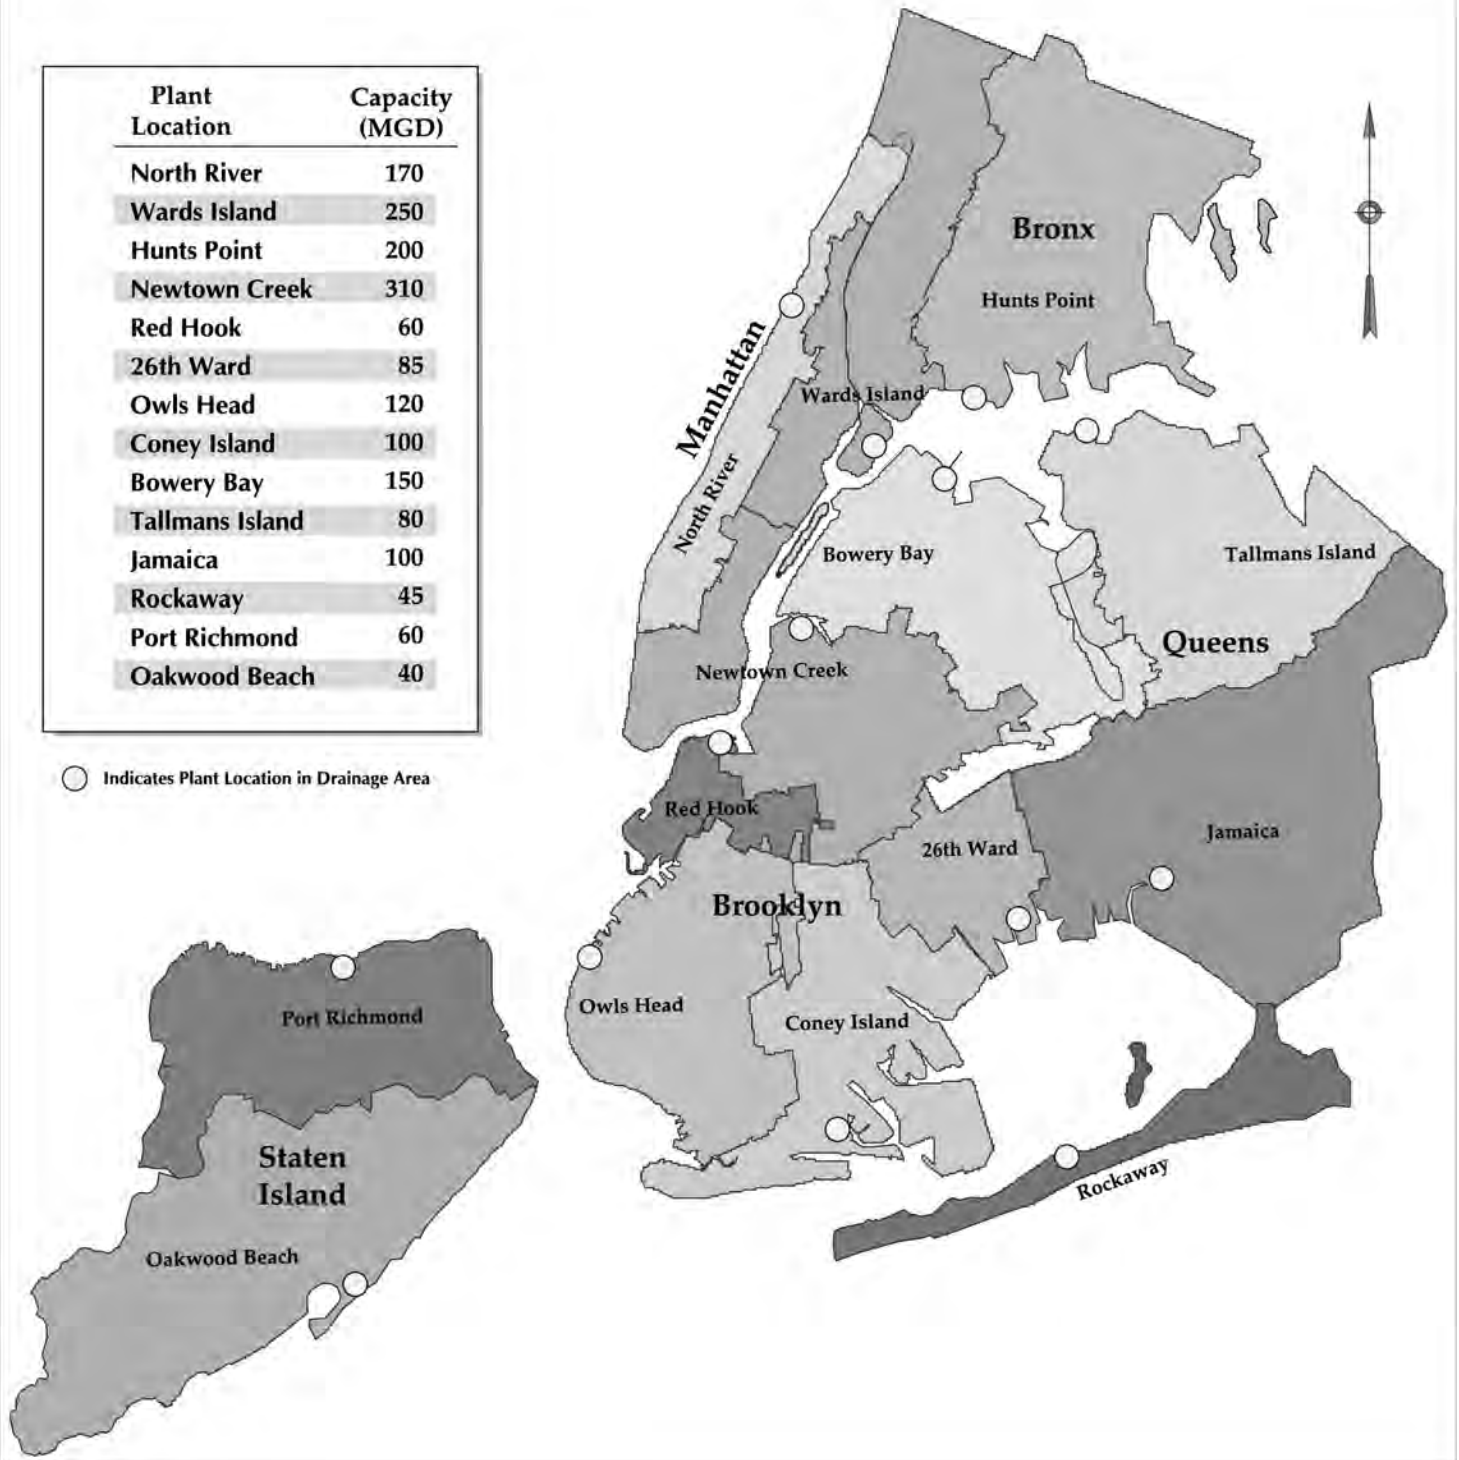 Plant Location
Capacity (MGD)
North River 170
Wards Island 250
Hunts Point 200
Newtown Creek 310
Red Hook 60
26th Ward 85
Owls Head 120
Coney Island 100
Bowery Bay 150
Tallmans Island 80
Jamaica 100
Rockaway 45
Port Richmond 60
Oakwood Beach 40
Indicates Plant Location in Drainage Area
Bronx
Hunts Point
Manhattan
Wards Island
North River
Bowery Bay
Tallmans Island
Queens
Newtown Creek
Red Hook
Jamaica
26th Ward
Brooklyn
Owls Head
Coney Island
Port Richmond
Staten
Island
Rockaway
Oakwood Beach